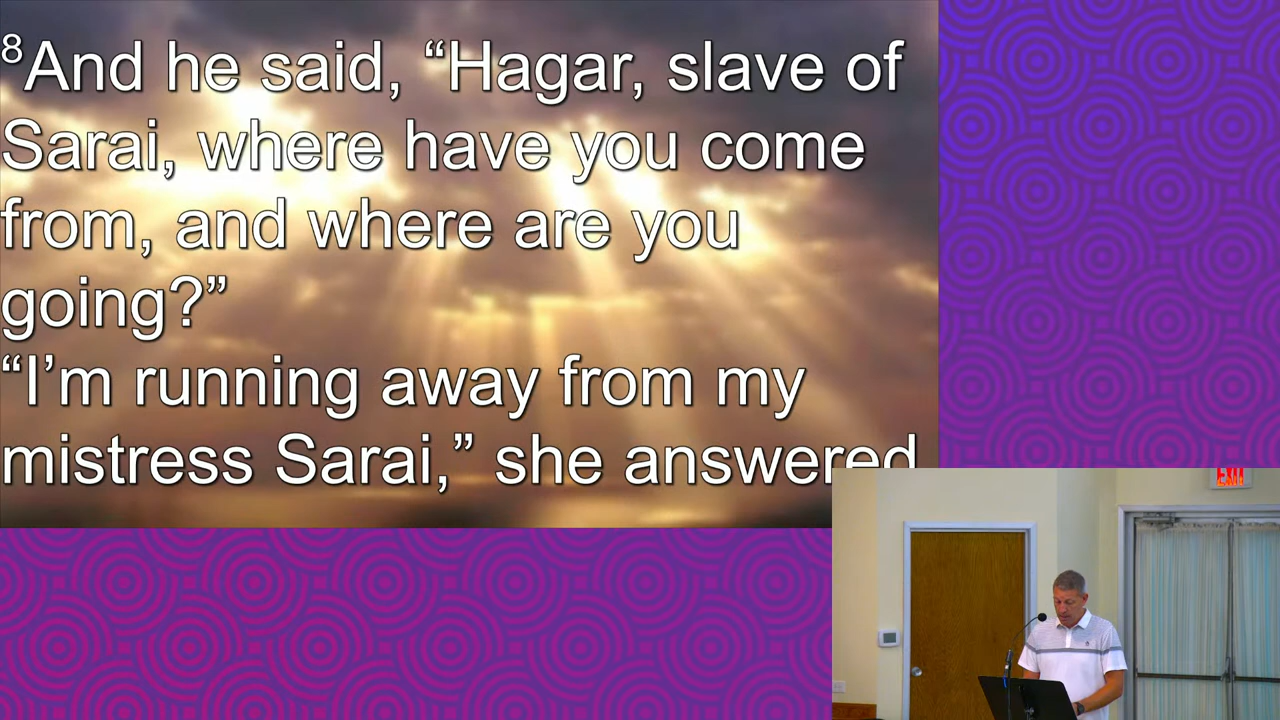 ⁸And he said, “Hagar, slave of
Sarai, where have you come
from, and where are you
going?”
“I’m running away from my
mistress Sarai,” she answered
EXIT